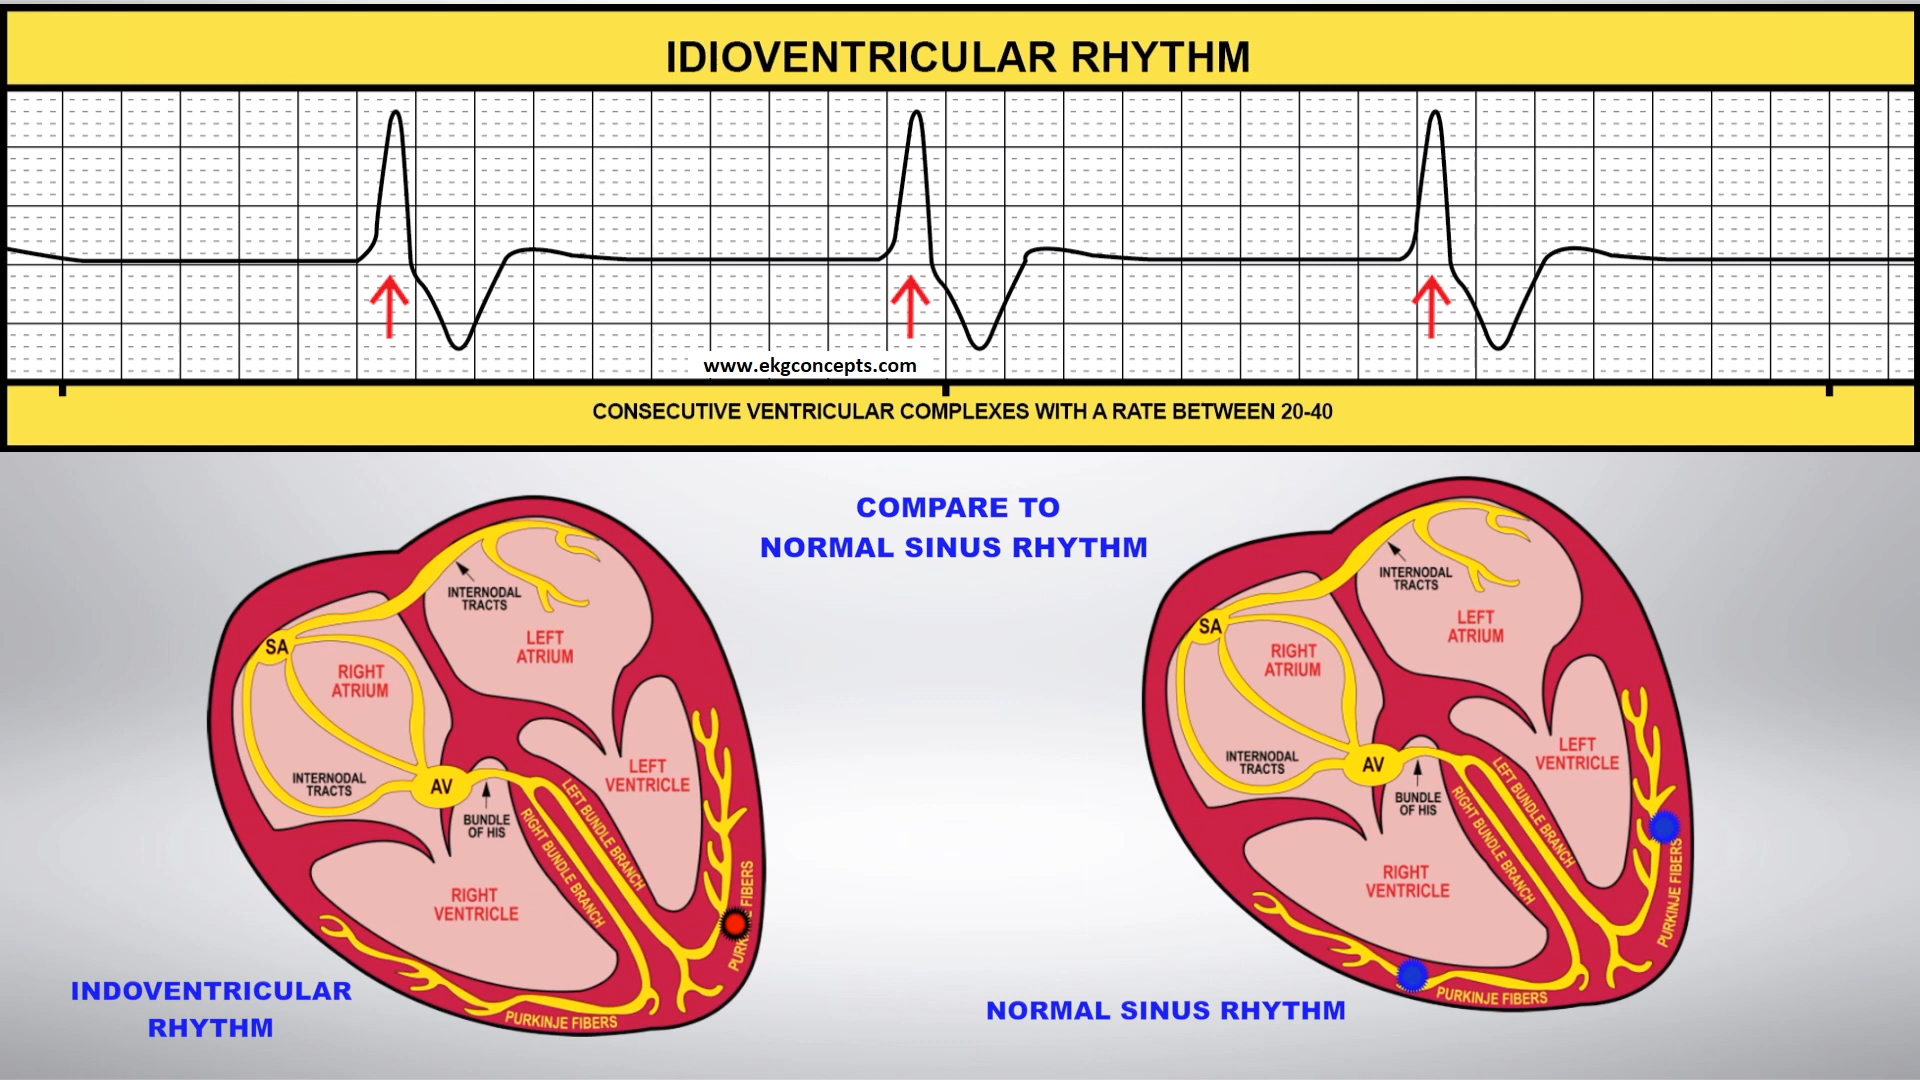 IDIOVENTRICULAR RHYTHM
www.ekgconcepts.com
CONSECUTIVE VENTRICULAR COMPLEXES WITH A RATE BETWEEN 20-40
COMPARE TO
NORMAL SINUS RHYTHM
INTERNODAL
TRACTS
SA
LEFT
ATRIUM
RIGHT
ATRIUM
INTERNODAL
TRACTS
AV
BUNDLE
OF HIS
LEFT BUNDLE BRANCH
RIGHT BUNDLE BRANCH
LEFT
VENTRICLE
RIGHT
VENTRICLE
FIBERS
PURKINJE FIBERS
INDOVENTRICULAR
RHYTHM
INTERNODAL
TRACTS
SA
LEFT
ATRIUM
RIGHT
ATRIUM
INTERNODAL
TRACTS
AV
BUNDLE
OF HIS
LEFT BUNDLE BRANCH
RIGHT BUNDLE BRANCH
LEFT
VENTRICLE
RIGHT
VENTRICLE
PURKINJE FIBERS
PURKINJE FIBERS
NORMAL SINUS RHYTHM